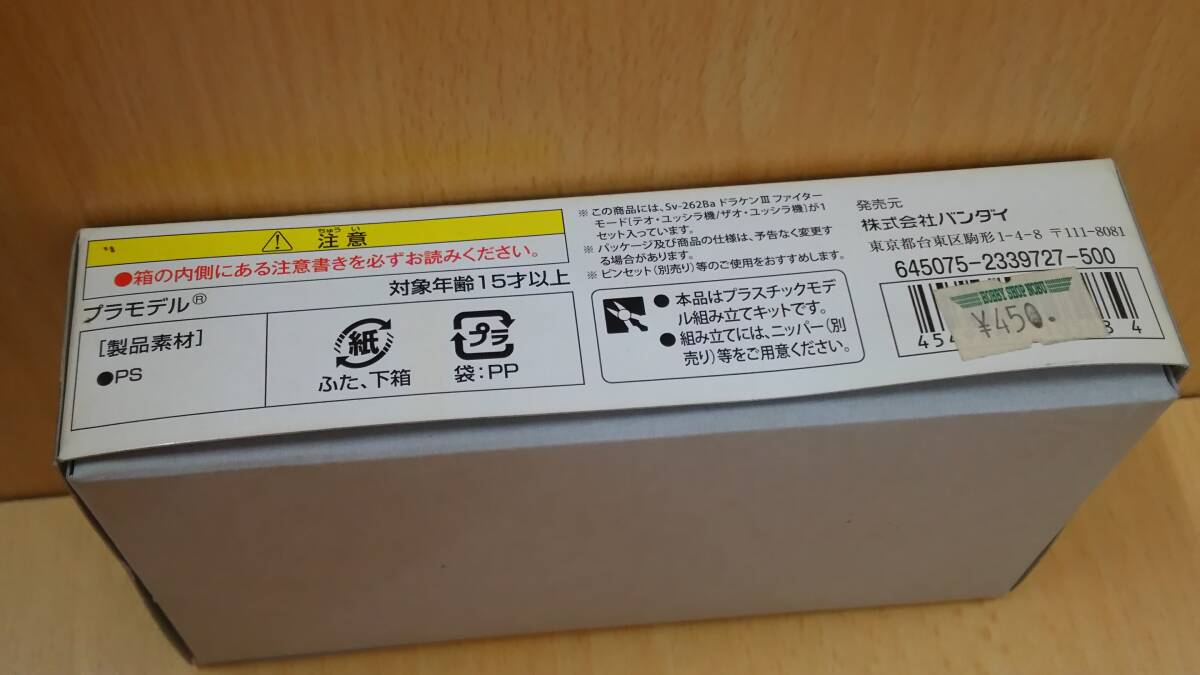 ちゅう い
注 意
●箱の内側にある注意書きを必ずお読みください。
プラモデル®
対象年齢15才以上
[製品素材]
●PS
紙
ふた、下箱
プラ
袋:PP
※ この商品には、Sv-262Ba ドラケンⅢ ファイター
モード(テオ・ユッシラ機/ザオ・ユッシラ機)が1
セット入っています。
※ パッケージ及び商品の仕様は、予告なく変更す
る場合があります。
※ ピンセット(別売り)等のご使用をおすすめします。
● 本品はプラスチックモデ
ル組み立てキットです。
● 組み立てには、ニッパー(別
売り)等をご用意ください。
発売元
株式会社バンダイ
東京都台東区駒形1-4-8 〒111-8081
645075-2339727-500
HOBBY SHOP NOBU
¥450.